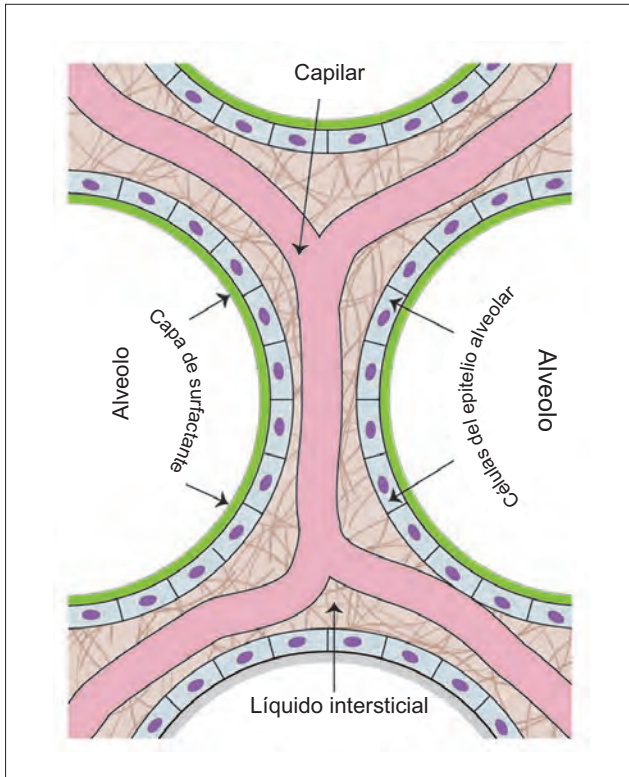 Capilar
Alveolo
Capa de surfactante
Células del epitelio alveolar
Alveolo
Líquido intersticial